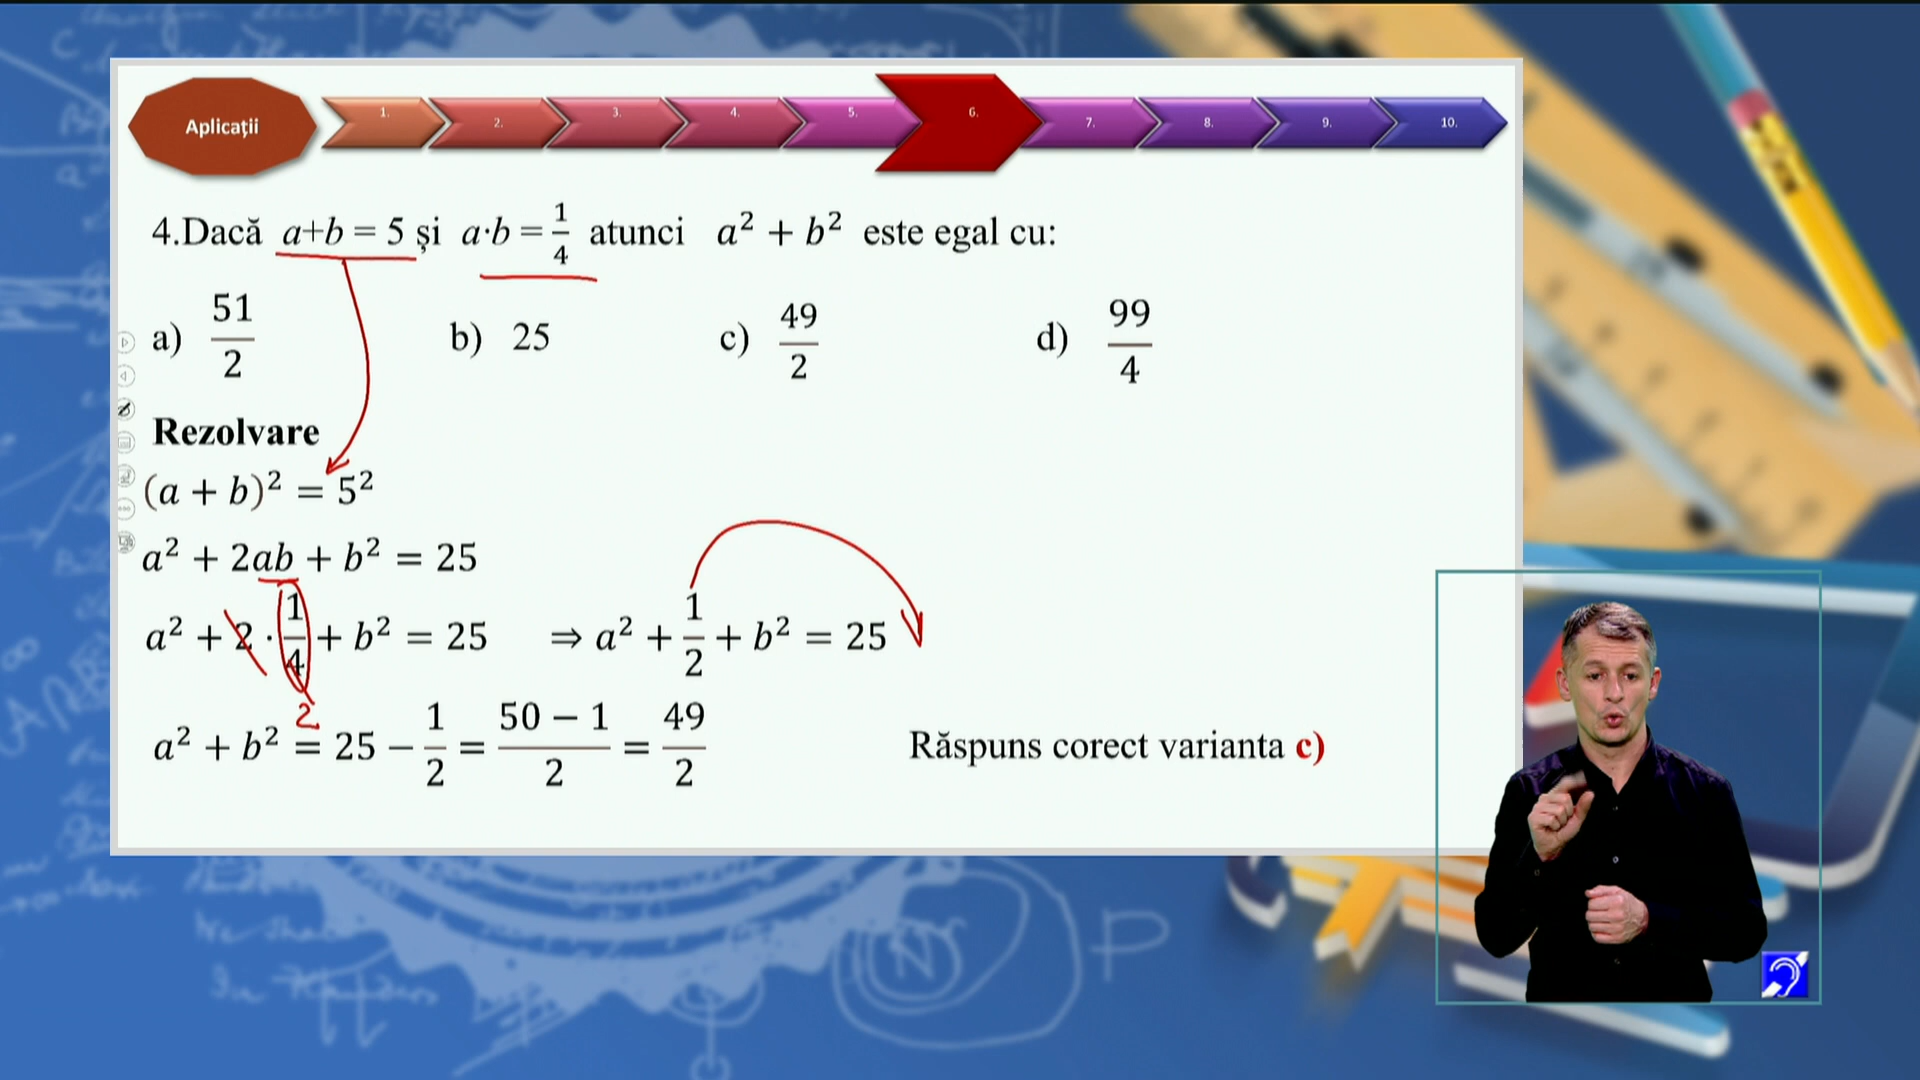 Aplicații
1. 2. 3. 4. 5. 6. 7. 8. 9. 10.
4.Dacă a+b = 5 și a·b = 1/4 atunci a² + b² este egal cu:
a) 51/2 b) 25 c) 49/2 d) 99/4
Rezolvare
(a + b)² = 5²
a² + 2ab + b² = 25
a² + 2 · 1/4 + b² = 25 ⇒ a² + 1/2 + b² = 25
2
a² + b² = 25 − 1/2 = (50 − 1)/2 = 49/2 Răspuns corect varianta c)
P